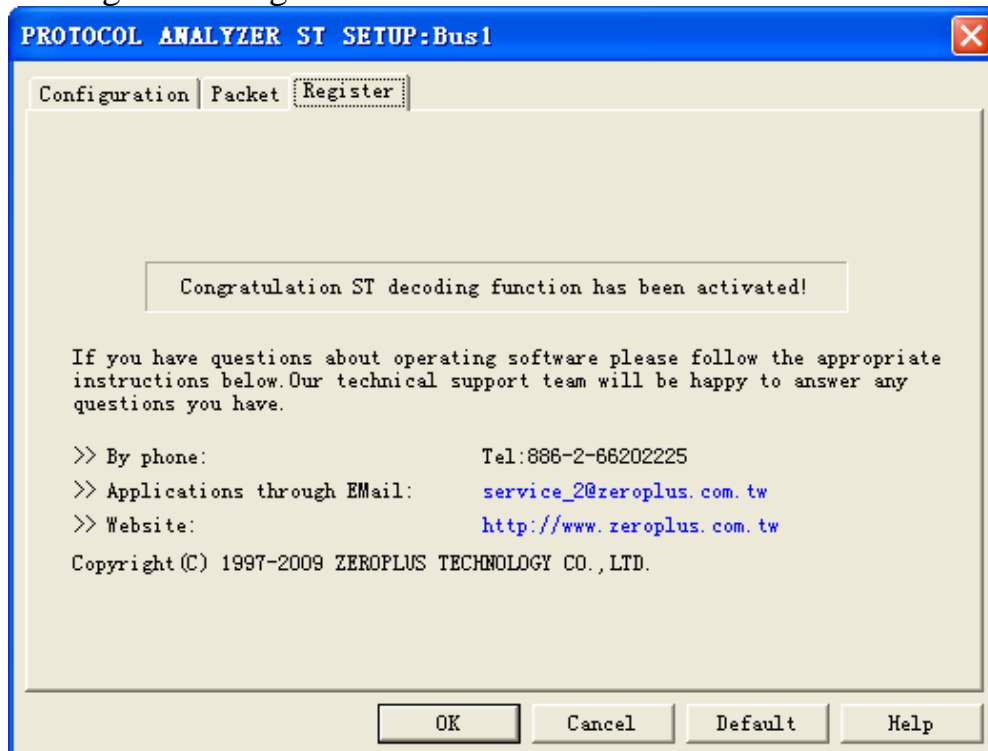 PROTOCOL ANALYZER ST SETUP:Bus1
Configuration Packet Register
Congratulation ST decoding function has been activated!
If you have questions about operating software please follow the appropriate
instructions below.Our technical support team will be happy to answer any
questions you have.
>> By phone: Tel:886-2-66202225
>> Applications through EMail: service_2@zeroplus.com.tw
>> Website: http://www.zeroplus.com.tw
Copyright(C) 1997-2009 ZEROPLUS TECHNOLOGY CO.,LTD.
OK Cancel Default Help